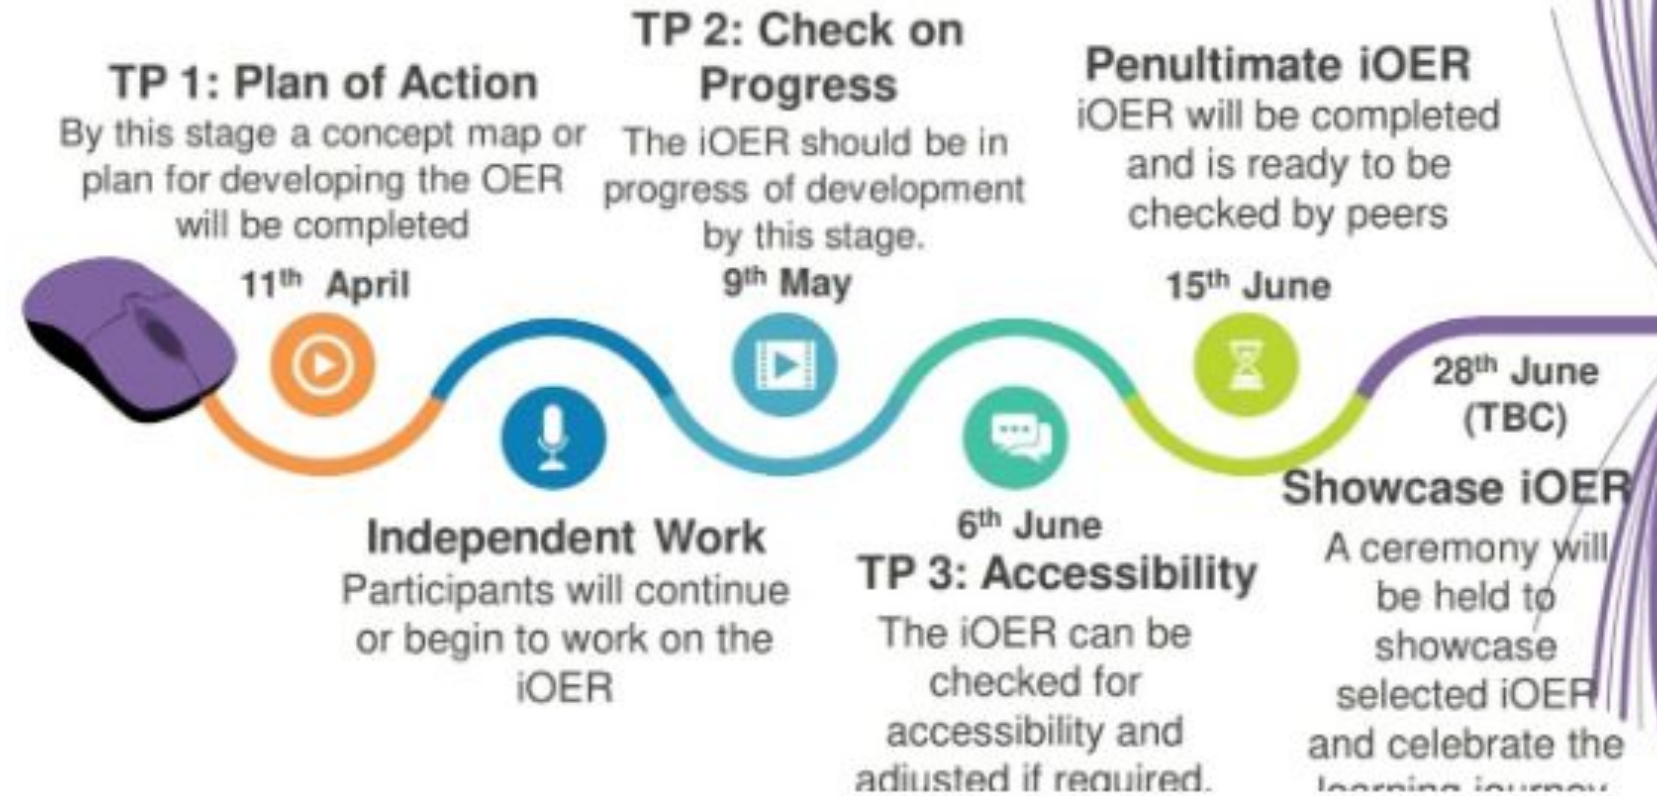 TP 1: Plan of Action
By this stage a concept map or
plan for developing the OER
will be completed
11th April
Independent Work
Participants will continue
or begin to work on the
iOER
TP 2: Check on
Progress
The iOER should be in
progress of development
by this stage.
9th May
6th June
TP 3: Accessibility
The iOER can be
checked for
accessibility and
adjusted if required.
Penultimate iOER
iOER will be completed
and is ready to be
checked by peers
15th June
28th June
(TBC)
Showcase iOER
A ceremony will
be held to
showcase
selected iOER
and celebrate the
learning journey